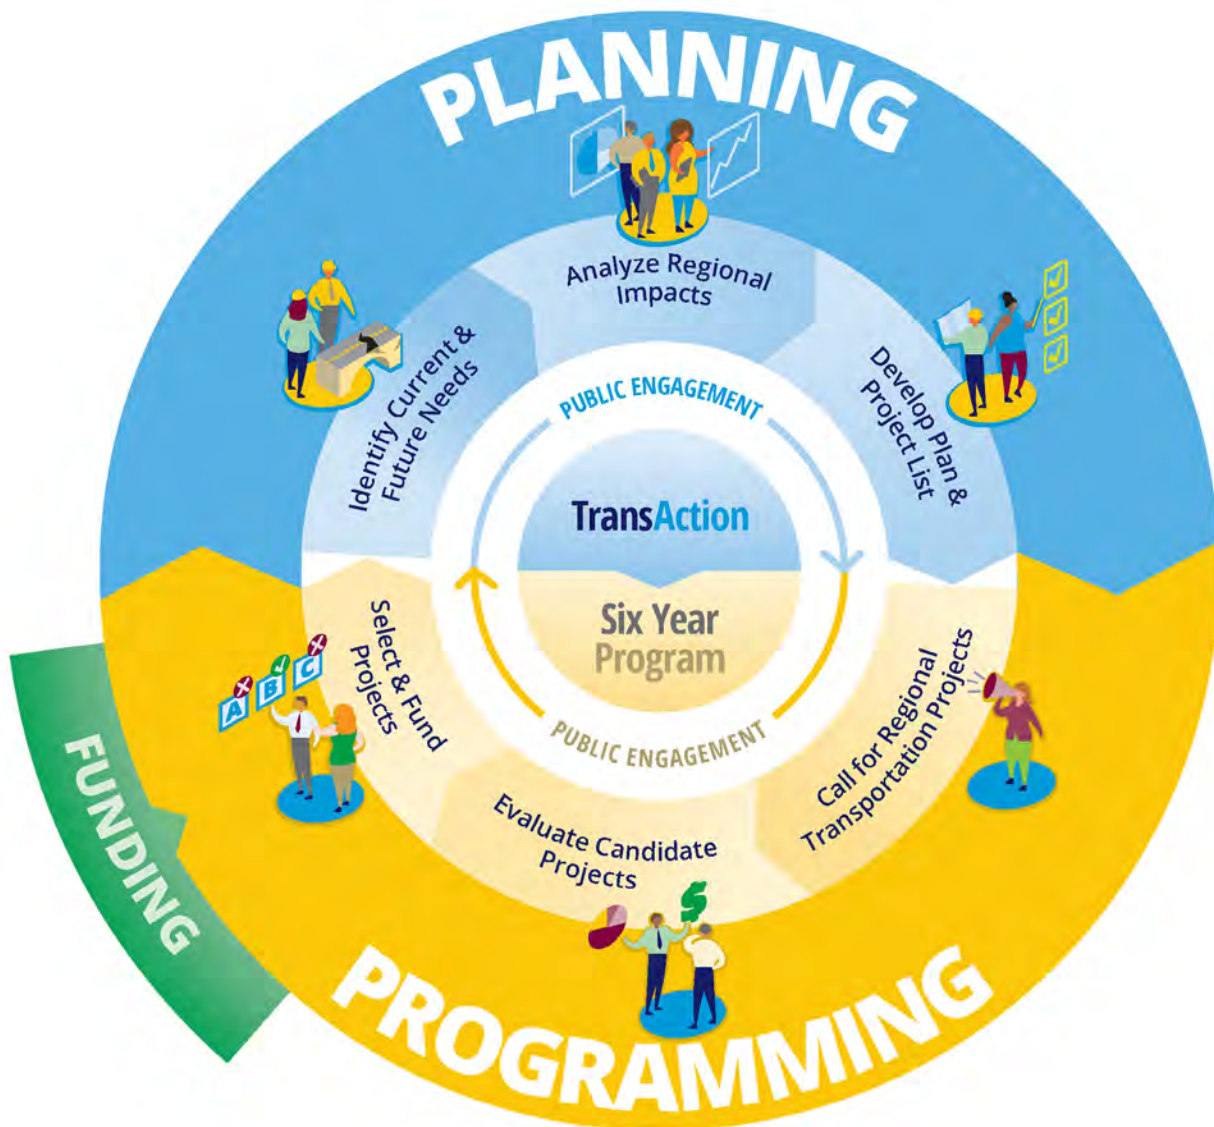 PLANNING
Analyze Regional
Impacts
Identify Current &
Future Needs
Develop Plan &
Project List
PUBLIC ENGAGEMENT
TransAction
Six Year
Program
PUBLIC ENGAGEMENT
Call for Regional
Transportation Projects
Evaluate Candidate
Projects
Select & Fund
Projects
A B C
$
FUNDING
PROGRAMMING